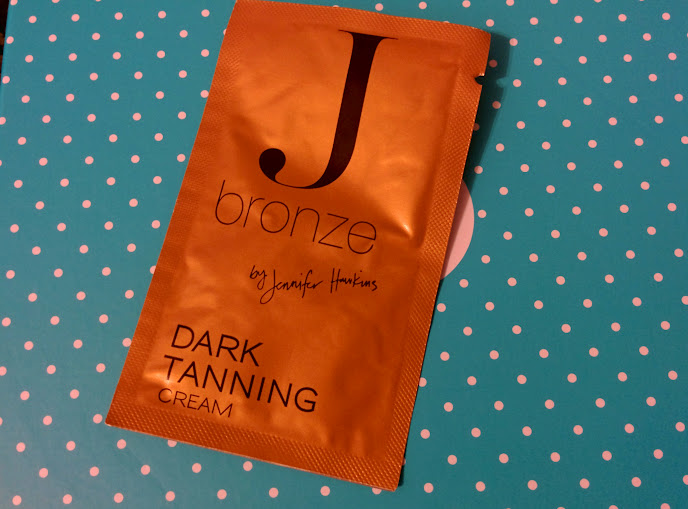 J
bronze
by Jennifer Hawkins
DARK
TANNING
CREAM